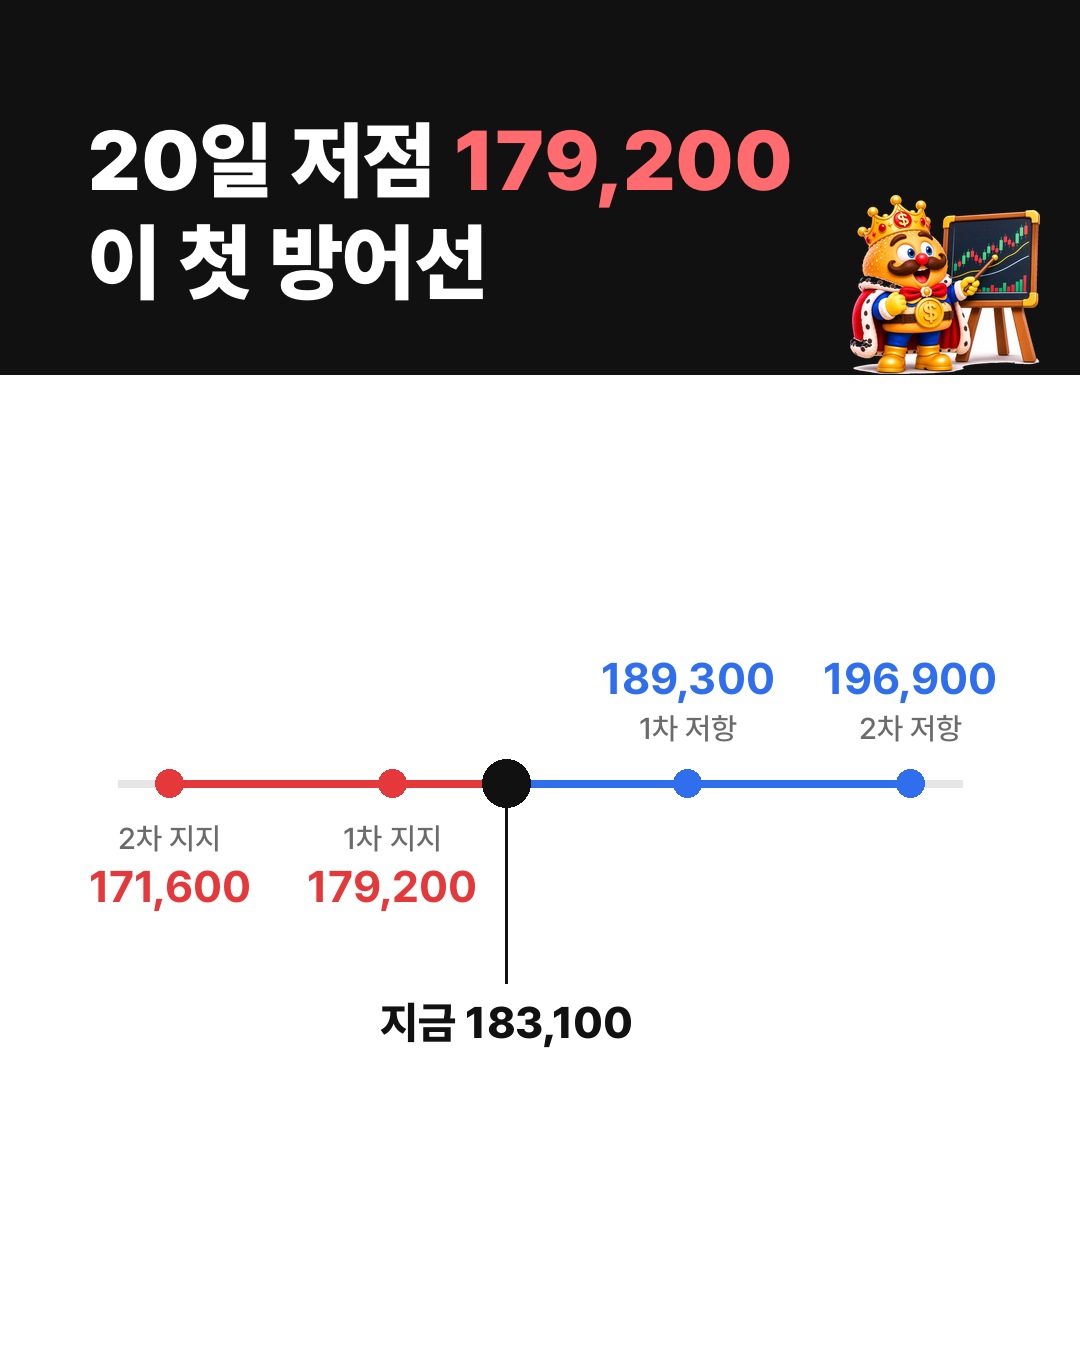 20일 저점 179,200
이 첫 방어선
189,300
1차 저항
196,900
2차 저항
2차 지지
171,600
1차 지지
179,200
지금 183,100